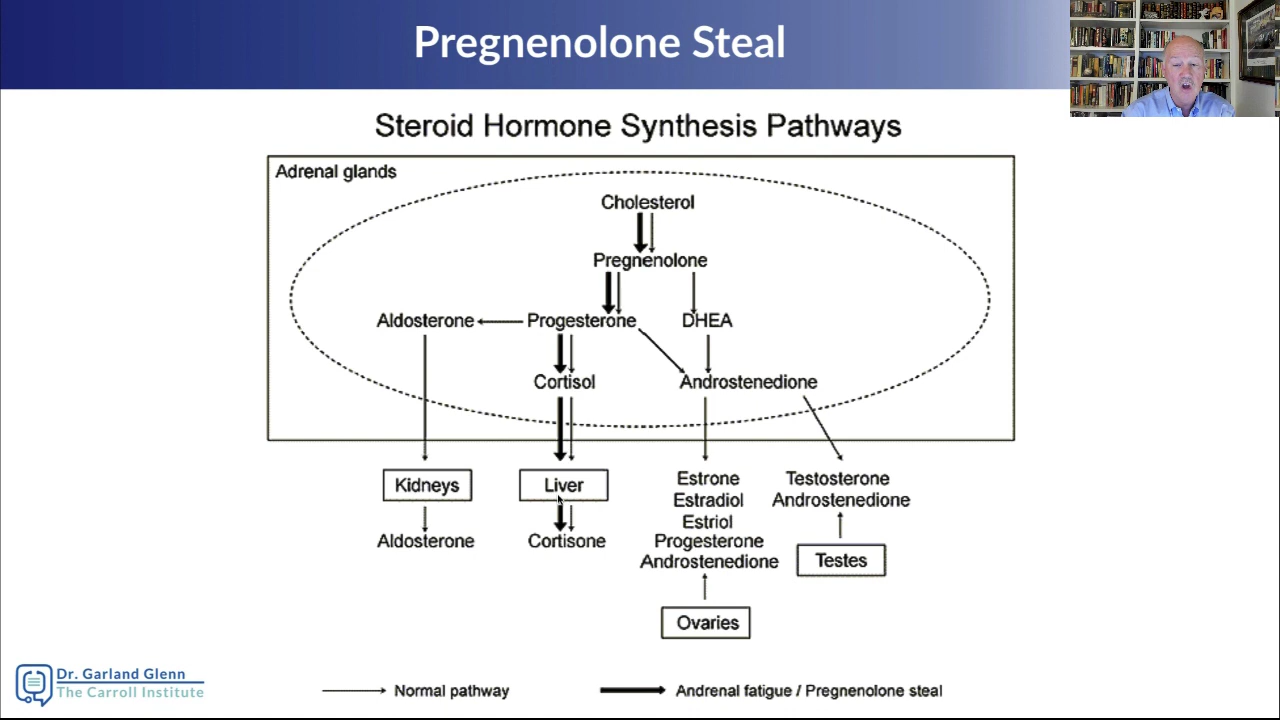 Pregnenolone Steal
Steroid Hormone Synthesis Pathways
Adrenal glands
Cholesterol
Pregnenolone
Aldosterone
Progesterone
DHEA
Cortisol
Androstenedione
Kidneys
Liver
Estrone
Testosterone
Estradiol
Androstenedione
Estriol
Aldosterone
Cortisone
Progesterone
Androstenedione
Testes
Ovaries
Dr. Garland Glenn
The Carroll Institute
Normal pathway
Andrenal fatigue / Pregnenolone steal